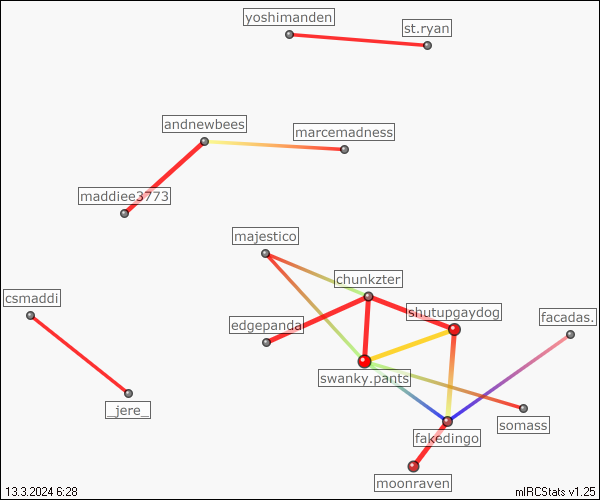 yoshimanden
st.ryan
andnewbees
marcemadness
maddiee3773
majestico
chunkzter
csmaddi
shutupgaydog
facadas.
edgepanda
swanky.pants
_jere_
somass
fakedingo
moonraven
13.3.2024 6:28
mIRCStats v1.25